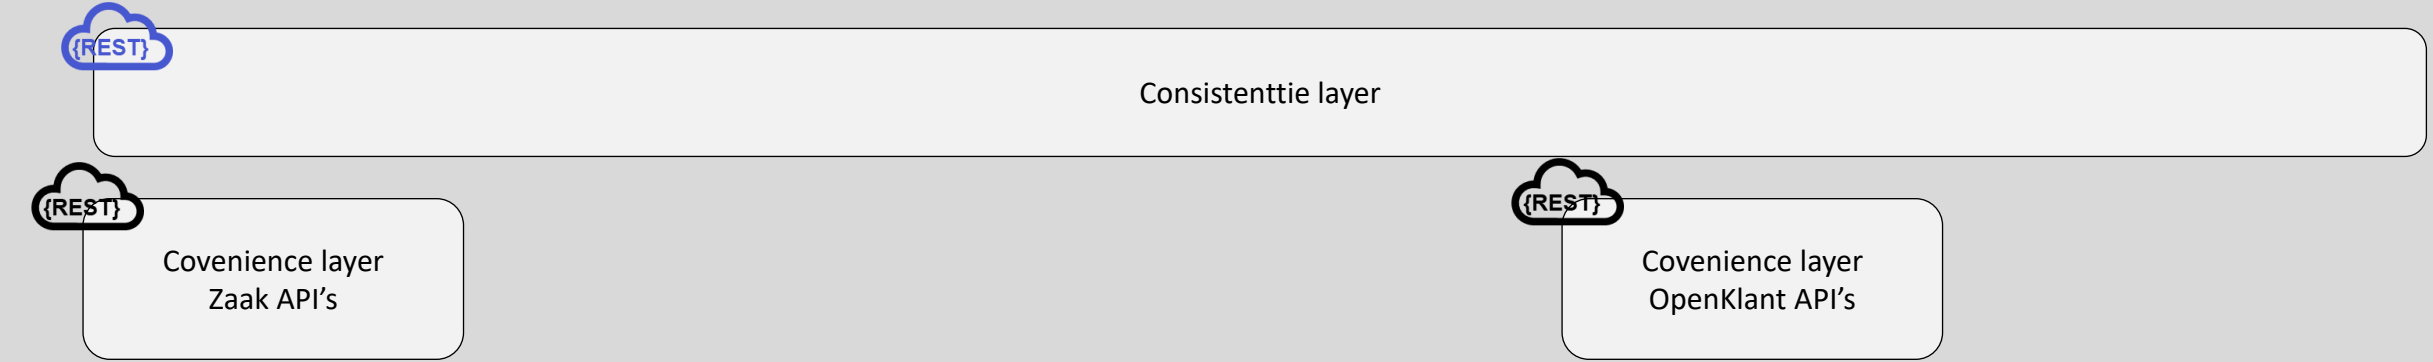 {REST}
Consistenttie layer
{REST}
{REST}
Covenience layer
Zaak API’s
Covenience layer
OpenKlant API’s